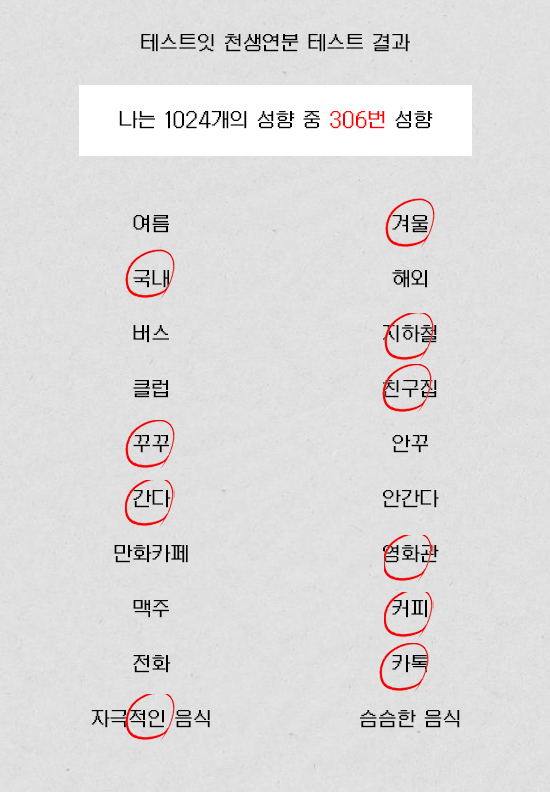 테스트잇 천생연분 테스트 결과
나는 1024개의 성향 중 306번 성향
여름 겨울
국내 해외
버스 지하철
클럽 친구집
꾸꾸 안꾸
간다 안간다
만화카페 영화관
맥주 커피
전화 카톡
자극적인 음식 슴슴한 음식